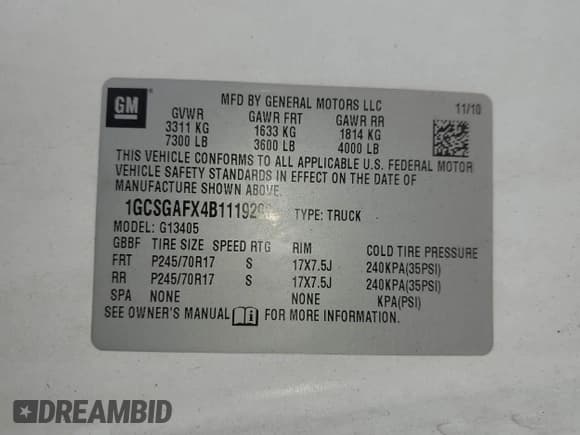 GM
MFD BY GENERAL MOTORS LLC
11/10
GVWR GAWR FRT GAWR RR
3311 KG 1633 KG 1814 KG
7300 LB 3600 LB 4000 LB
THIS VEHICLE CONFORMS TO ALL APPLICABLE U.S. FEDERAL MOTOR
VEHICLE SAFETY STANDARDS IN EFFECT ON THE DATE OF
MANUFACTURE SHOWN ABOVE.
TYPE: TRUCK
MODEL: G13405
GBBF TIRE SIZE SPEED RTG RIM COLD TIRE PRESSURE
FRT P245/70R17 S 17X7.5J 240KPA(35PSI)
RR P245/70R17 S 17X7.5J 240KPA(35PSI)
SPA NONE NONE KPA(PSI)
SEE OWNER'S MANUAL FOR MORE INFORMATION.
DREAMBID